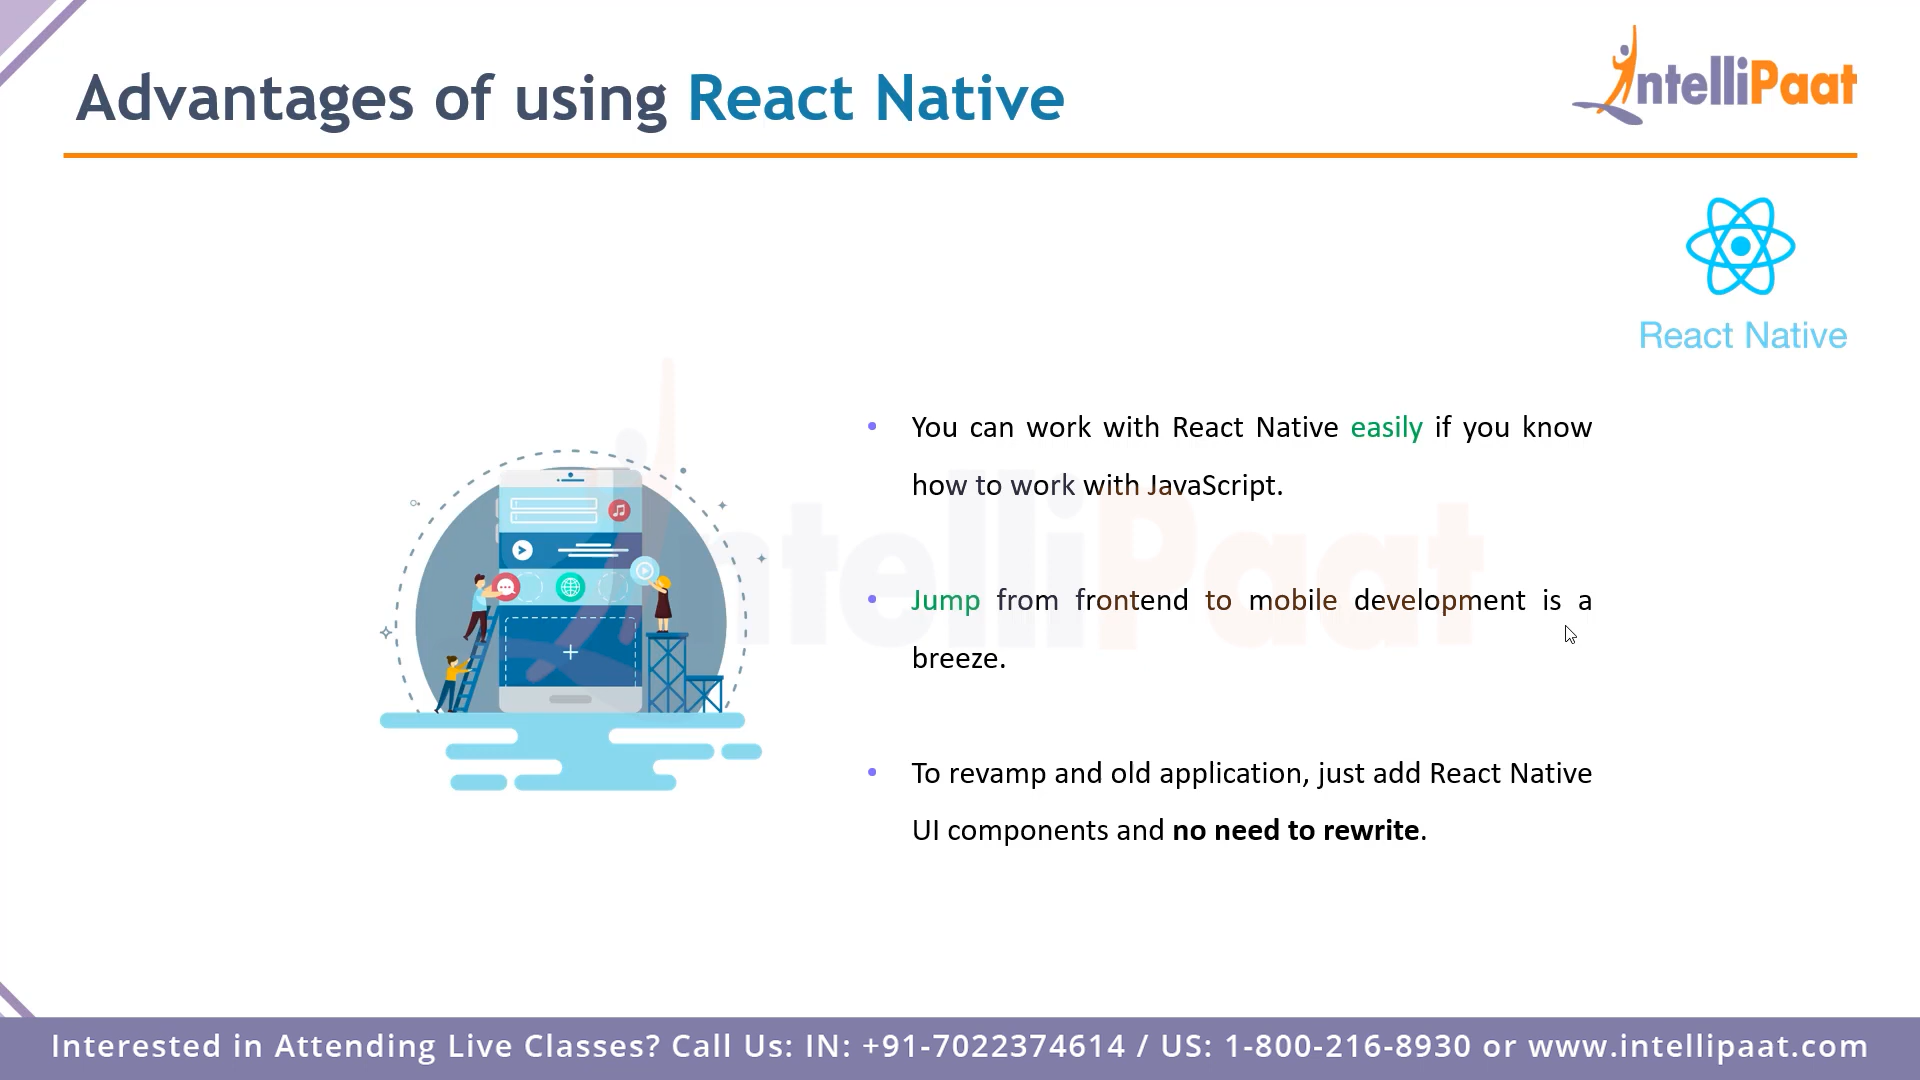 Advantages of using React Native
IntelliPaat
React Native
• You can work with React Native easily if you know
how to work with JavaScript.
IntelliPaat
• Jump from frontend to mobile development is a
breeze.
• To revamp and old application, just add React Native
UI components and no need to rewrite.
Interested in Attending Live Classes? Call Us: IN: +91-7022374614 / US: 1-800-216-8930 or www.intellipaat.com